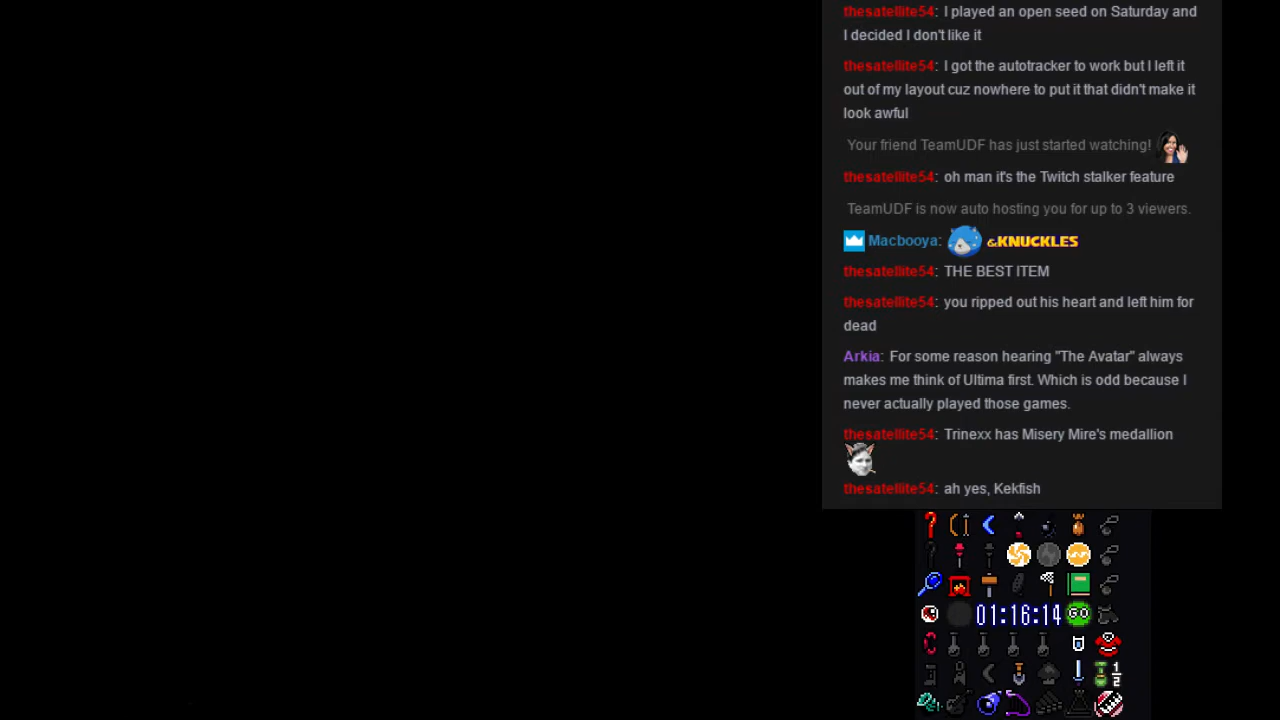 thesatellite54: I played an open seed on Saturday and
I decided I don't like it
thesatellite54: I got the autotracker to work but I left it
out of my layout cuz nowhere to put it that didn't make it
look awful
Your friend TeamUDF has just started watching!
thesatellite54: oh man it's the Twitch stalker feature
TeamUDF is now auto hosting you for up to 3 viewers.
Macbooya: &KNUCKLES
thesatellite54: THE BEST ITEM
thesatellite54: you ripped out his heart and left him for
dead
Arkia: For some reason hearing "The Avatar" always
makes me think of Ultima first. Which is odd because I
never actually played those games.
thesatellite54: Trinexx has Misery Mire's medallion
thesatellite54: ah yes, Kekfish
01:16:14 GO
1/2